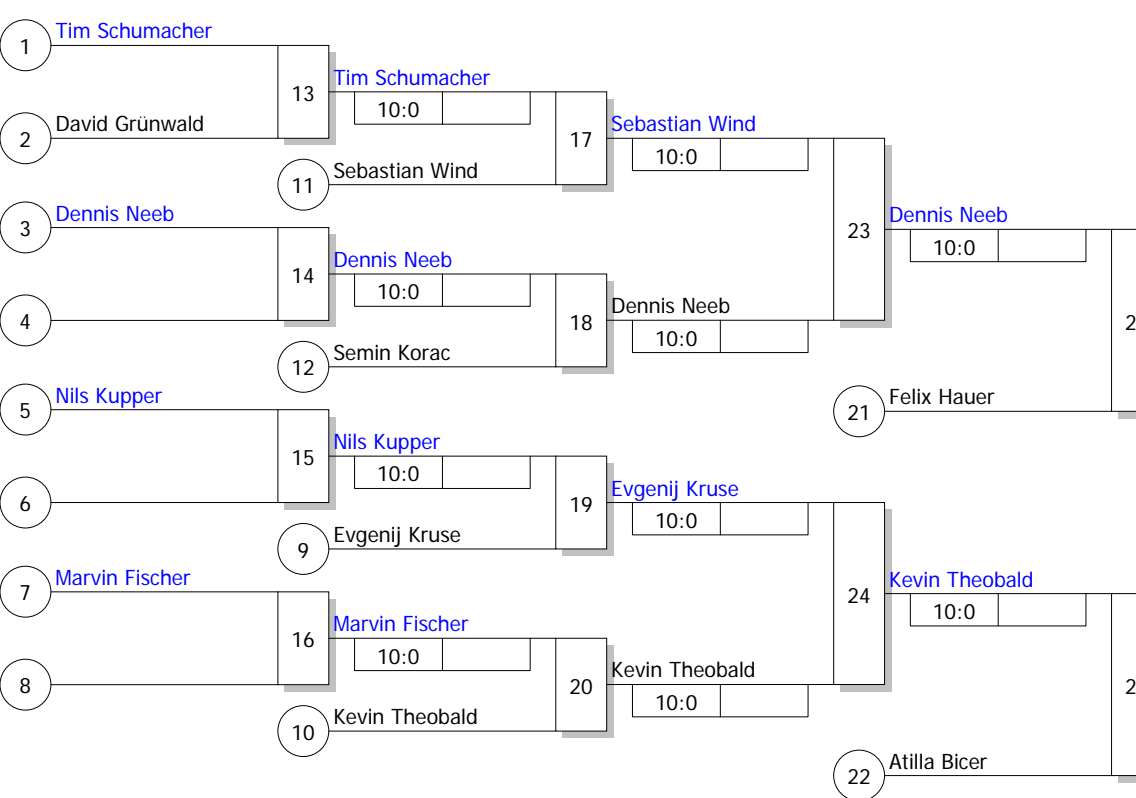 Tim Schumacher
1
13
Tim Schumacher
10:0
David Grünwald
2
17
Sebastian Wind
10:0
Sebastian Wind
11
Dennis Neeb
3
23
Dennis Neeb
10:0
14
Dennis Neeb
10:0
4
18
Dennis Neeb
10:0
Semin Korac
12
2
Nils Kupper
5
Felix Hauer
21
15
Nils Kupper
10:0
6
19
Evgenij Kruse
10:0
Evgenij Kruse
9
Marvin Fischer
7
24
Kevin Theobald
10:0
16
Marvin Fischer
10:0
8
20
Kevin Theobald
10:0
2
Kevin Theobald
10
Atilla Bicer
22